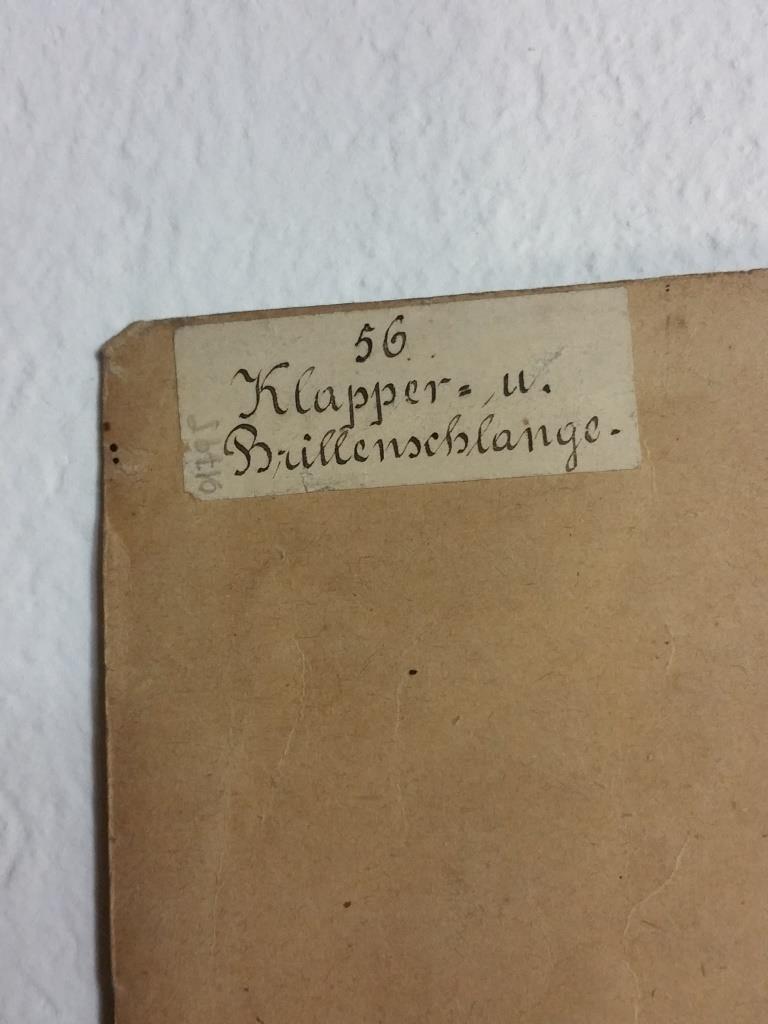 56.
Klapper= u.
Brillenschlange.